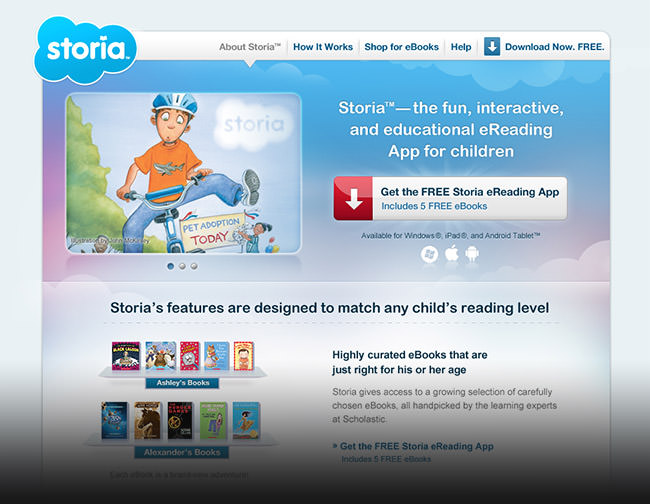 storia™
About Storia™
How It Works
Shop for eBooks
Help
Download Now. FREE.
storia
PET ADOPTION
TODAY
Illustration by John McKinley
Storia™—the fun, interactive,
and educational eReading
App for children
Get the FREE Storia eReading App
Includes 5 FREE eBooks
Available for Windows®, iPad®, and Android Tablet™
Storia's features are designed to match any child's reading level
BLACK LAGOON
Ashley's Books
Alexander's Books
Each eBook is a brand-new adventure!
Highly curated eBooks that are
just right for his or her age
Storia gives access to a growing selection of carefully
chosen eBooks, all handpicked by the learning experts
at Scholastic.
» Get the FREE Storia eReading App
Includes 5 FREE eBooks